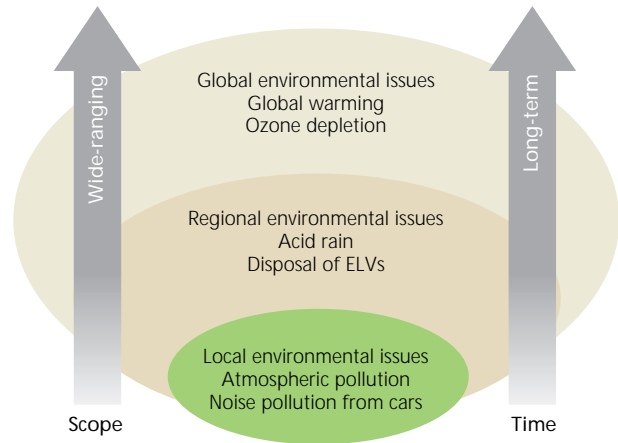 Global environmental issues
Global warming
Ozone depletion
Wide-ranging
Long-term
Regional environmental issues
Acid rain
Disposal of ELVs
Local environmental issues
Atmospheric pollution
Noise pollution from cars
Scope
Time